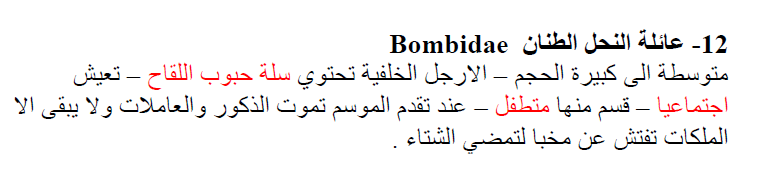 12- عائلة النحل الطنان Bombidae
متوسطة الى كبيرة الحجم – الارجل الخلفية تحتوي سلة حبوب اللقاح – تعيش
اجتماعيا – قسم منها متطفل – عند تقدم الموسم تموت الذكور والعاملات ولا يبقى الا
الملكات تفتش عن مخبا لتمضي الشتاء .